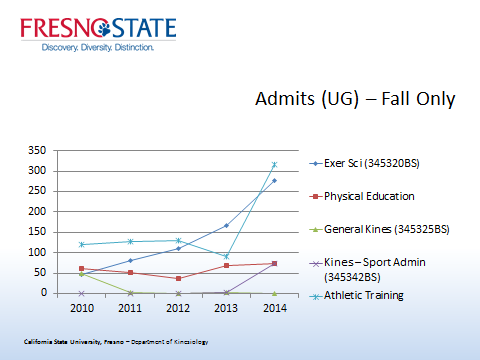 FRESNO STATE
Discovery. Diversity. Distinction.
Admits (UG) – Fall Only
350
300
250
200
150
100
50
0
2010 2011 2012 2013 2014
Exer Sci (345320BS)
Physical Education
General Kines (345325BS)
Kines – Sport Admin
(345342BS)
Athletic Training
California State University, Fresno – Department of Kinesiology